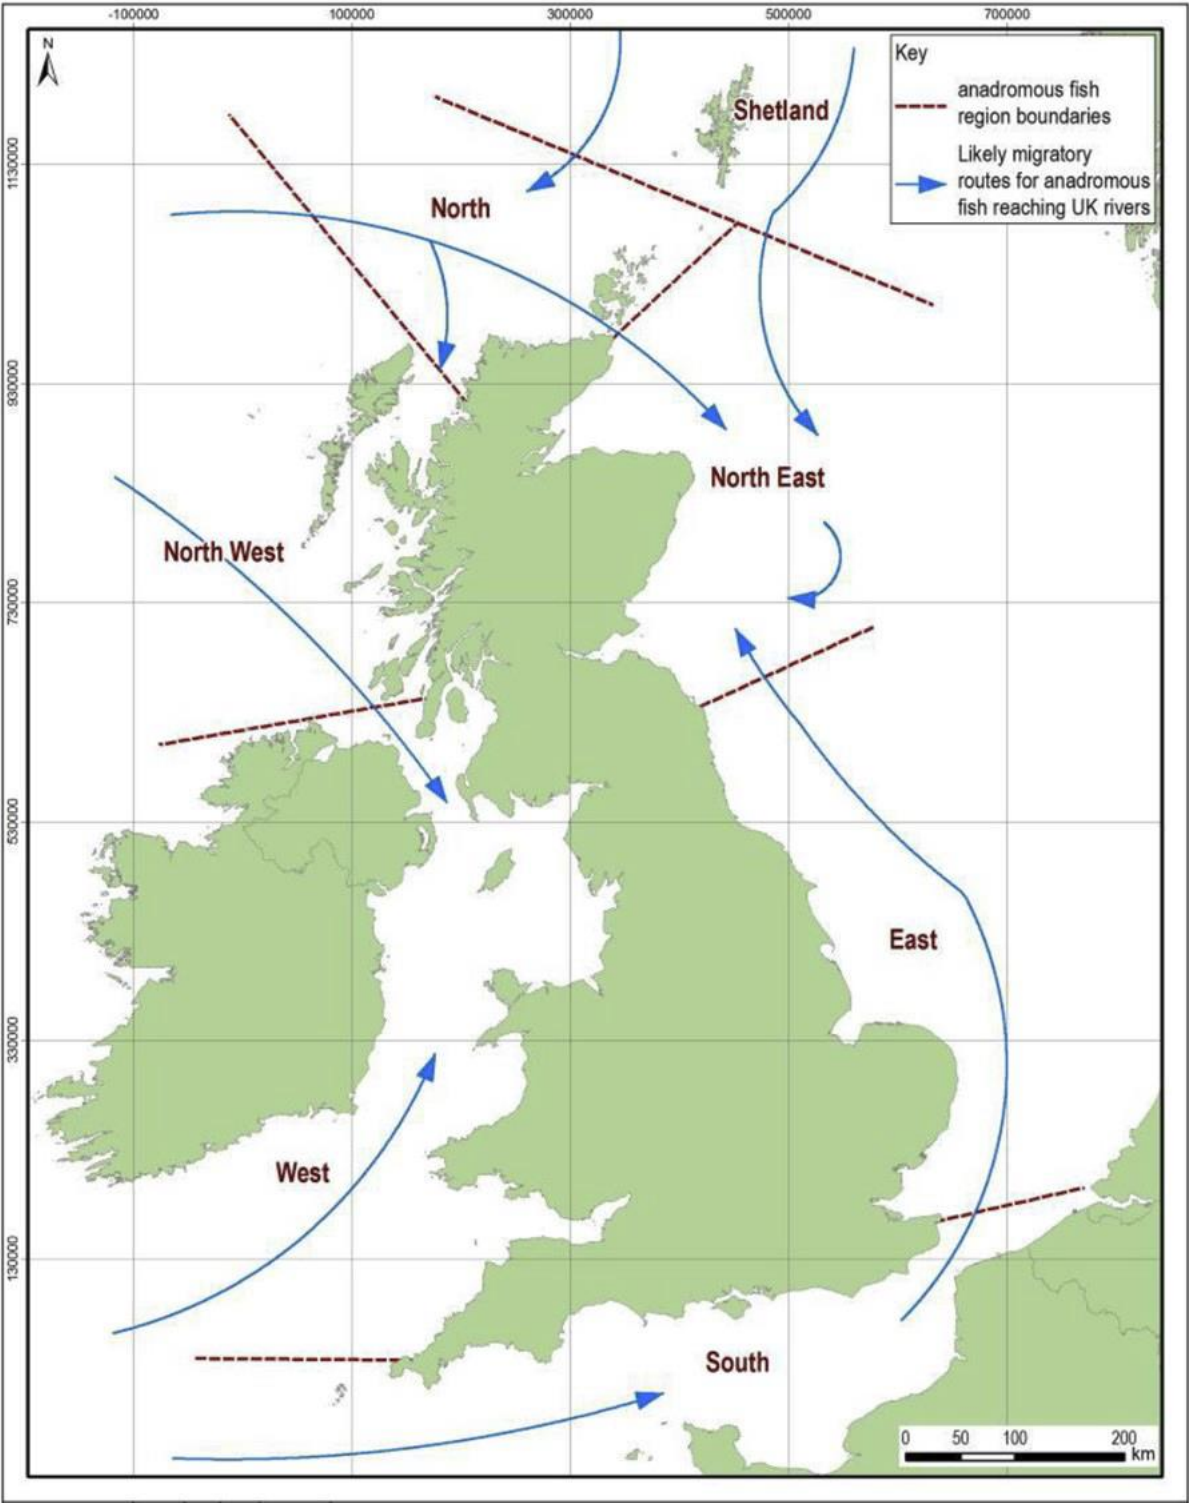 -100000 100000 300000 500000 700000
N
Key
anadromous fish
region boundaries
Likely migratory
routes for anadromous
fish reaching UK rivers
Shetland
1130000
North
930000
North East
North West
730000
530000
East
330000
West
130000
South
0 50 100 200
km